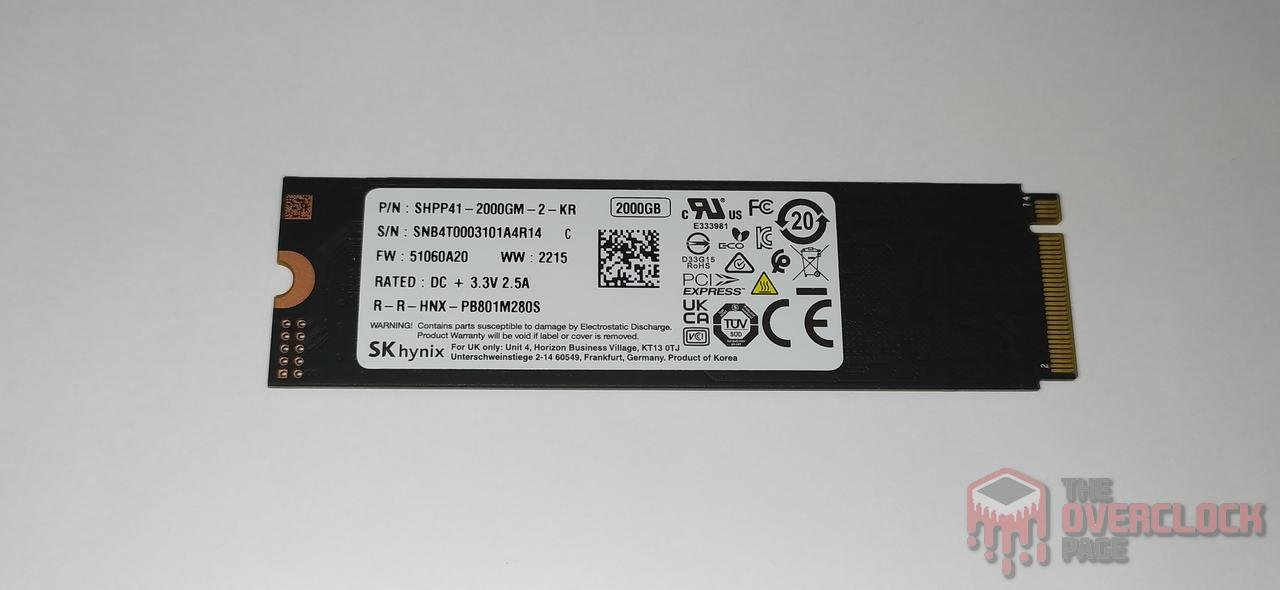 P/N : SHPP41-2000GM-2-KR
2000GB
S/N : SNB4T0003101A4R14 C
FW : 51060A20 WW : 2215
RATED : DC + 3.3V 2.5A
R-R-HNX-PB801M280S
WARNING! Contains parts susceptible to damage by Electrostatic Discharge.
Product Warranty will be void if label or cover is removed.
SK hynix
For UK only: Unit 4, Horizon Business Village, KT13 0TJ
Unterschweinstiege 2-14 60549, Frankfurt, Germany. Product of Korea
c RU US
E333981
FC
20
D33G15
RoHS
ECO
PCI
EXPRESS
UK
CA
VCI
TÜV
SÜD
CE
74
2
THE
OVERCLOCK
PAGE